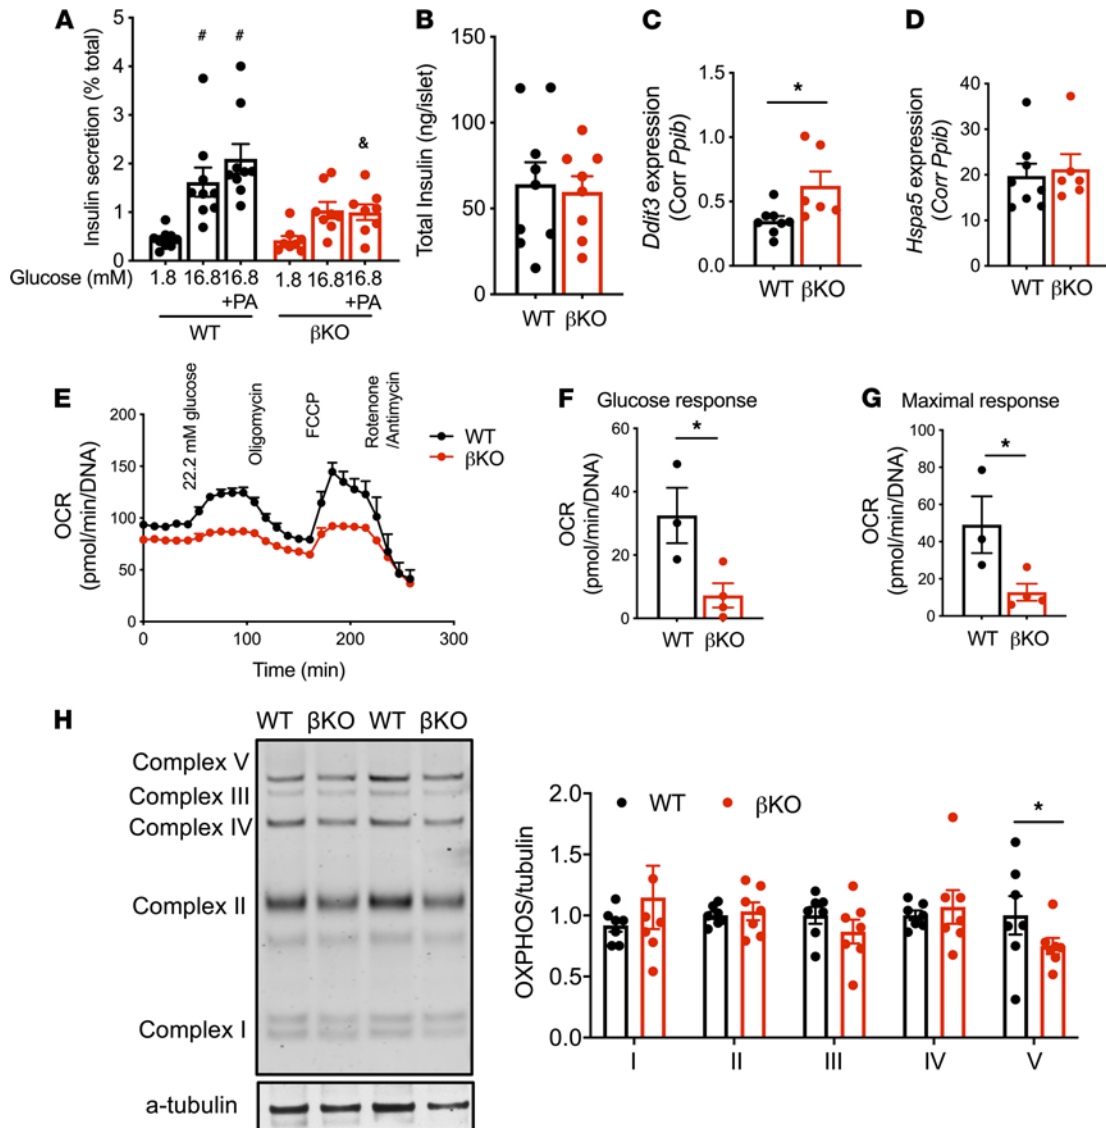 A
Insulin secretion (% total)
5
4
3
2
1
0
#
#
&
Glucose (mM)
1.8
16.8
16.8
+PA
1.8
16.8
16.8
+PA
WT
βKO
B
Total Insulin (ng/islet)
150
100
50
0
WT
βKO
C
Ddit3 expression
(Corr Ppib)
1.5
1.0
0.5
0.0
*
WT
βKO
D
Hspa5 expression
(Corr Ppib)
40
30
20
10
0
WT
βKO
E
OCR
(pmol/min/DNA)
200
150
100
50
0
22.2 mM glucose
Oligomycin
FCCP
Rotenone
/Antimycin
WT
βKO
0
100
200
300
Time (min)
F
Glucose response
OCR
(pmol/min/DNA)
60
40
20
0
*
WT
βKO
G
Maximal response
OCR
(pmol/min/DNA)
100
80
60
40
20
0
*
WT
βKO
H
WT
βKO
WT
βKO
Complex V
Complex III
Complex IV
Complex II
Complex I
a-tubulin
OXPHOS/tubulin
2.0
1.5
1.0
0.5
0.0
WT
βKO
*
I
II
III
IV
V